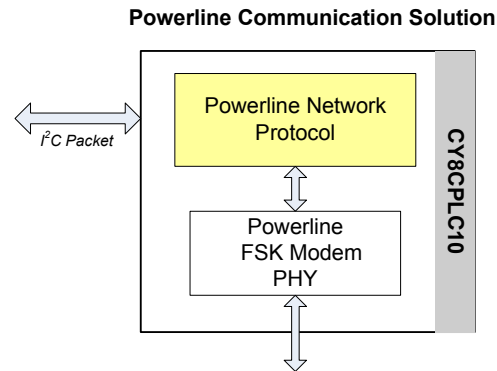 Powerline Communication Solution
Powerline Network
Protocol
I²C Packet
CY8CPLC10
Powerline
FSK Modem
PHY